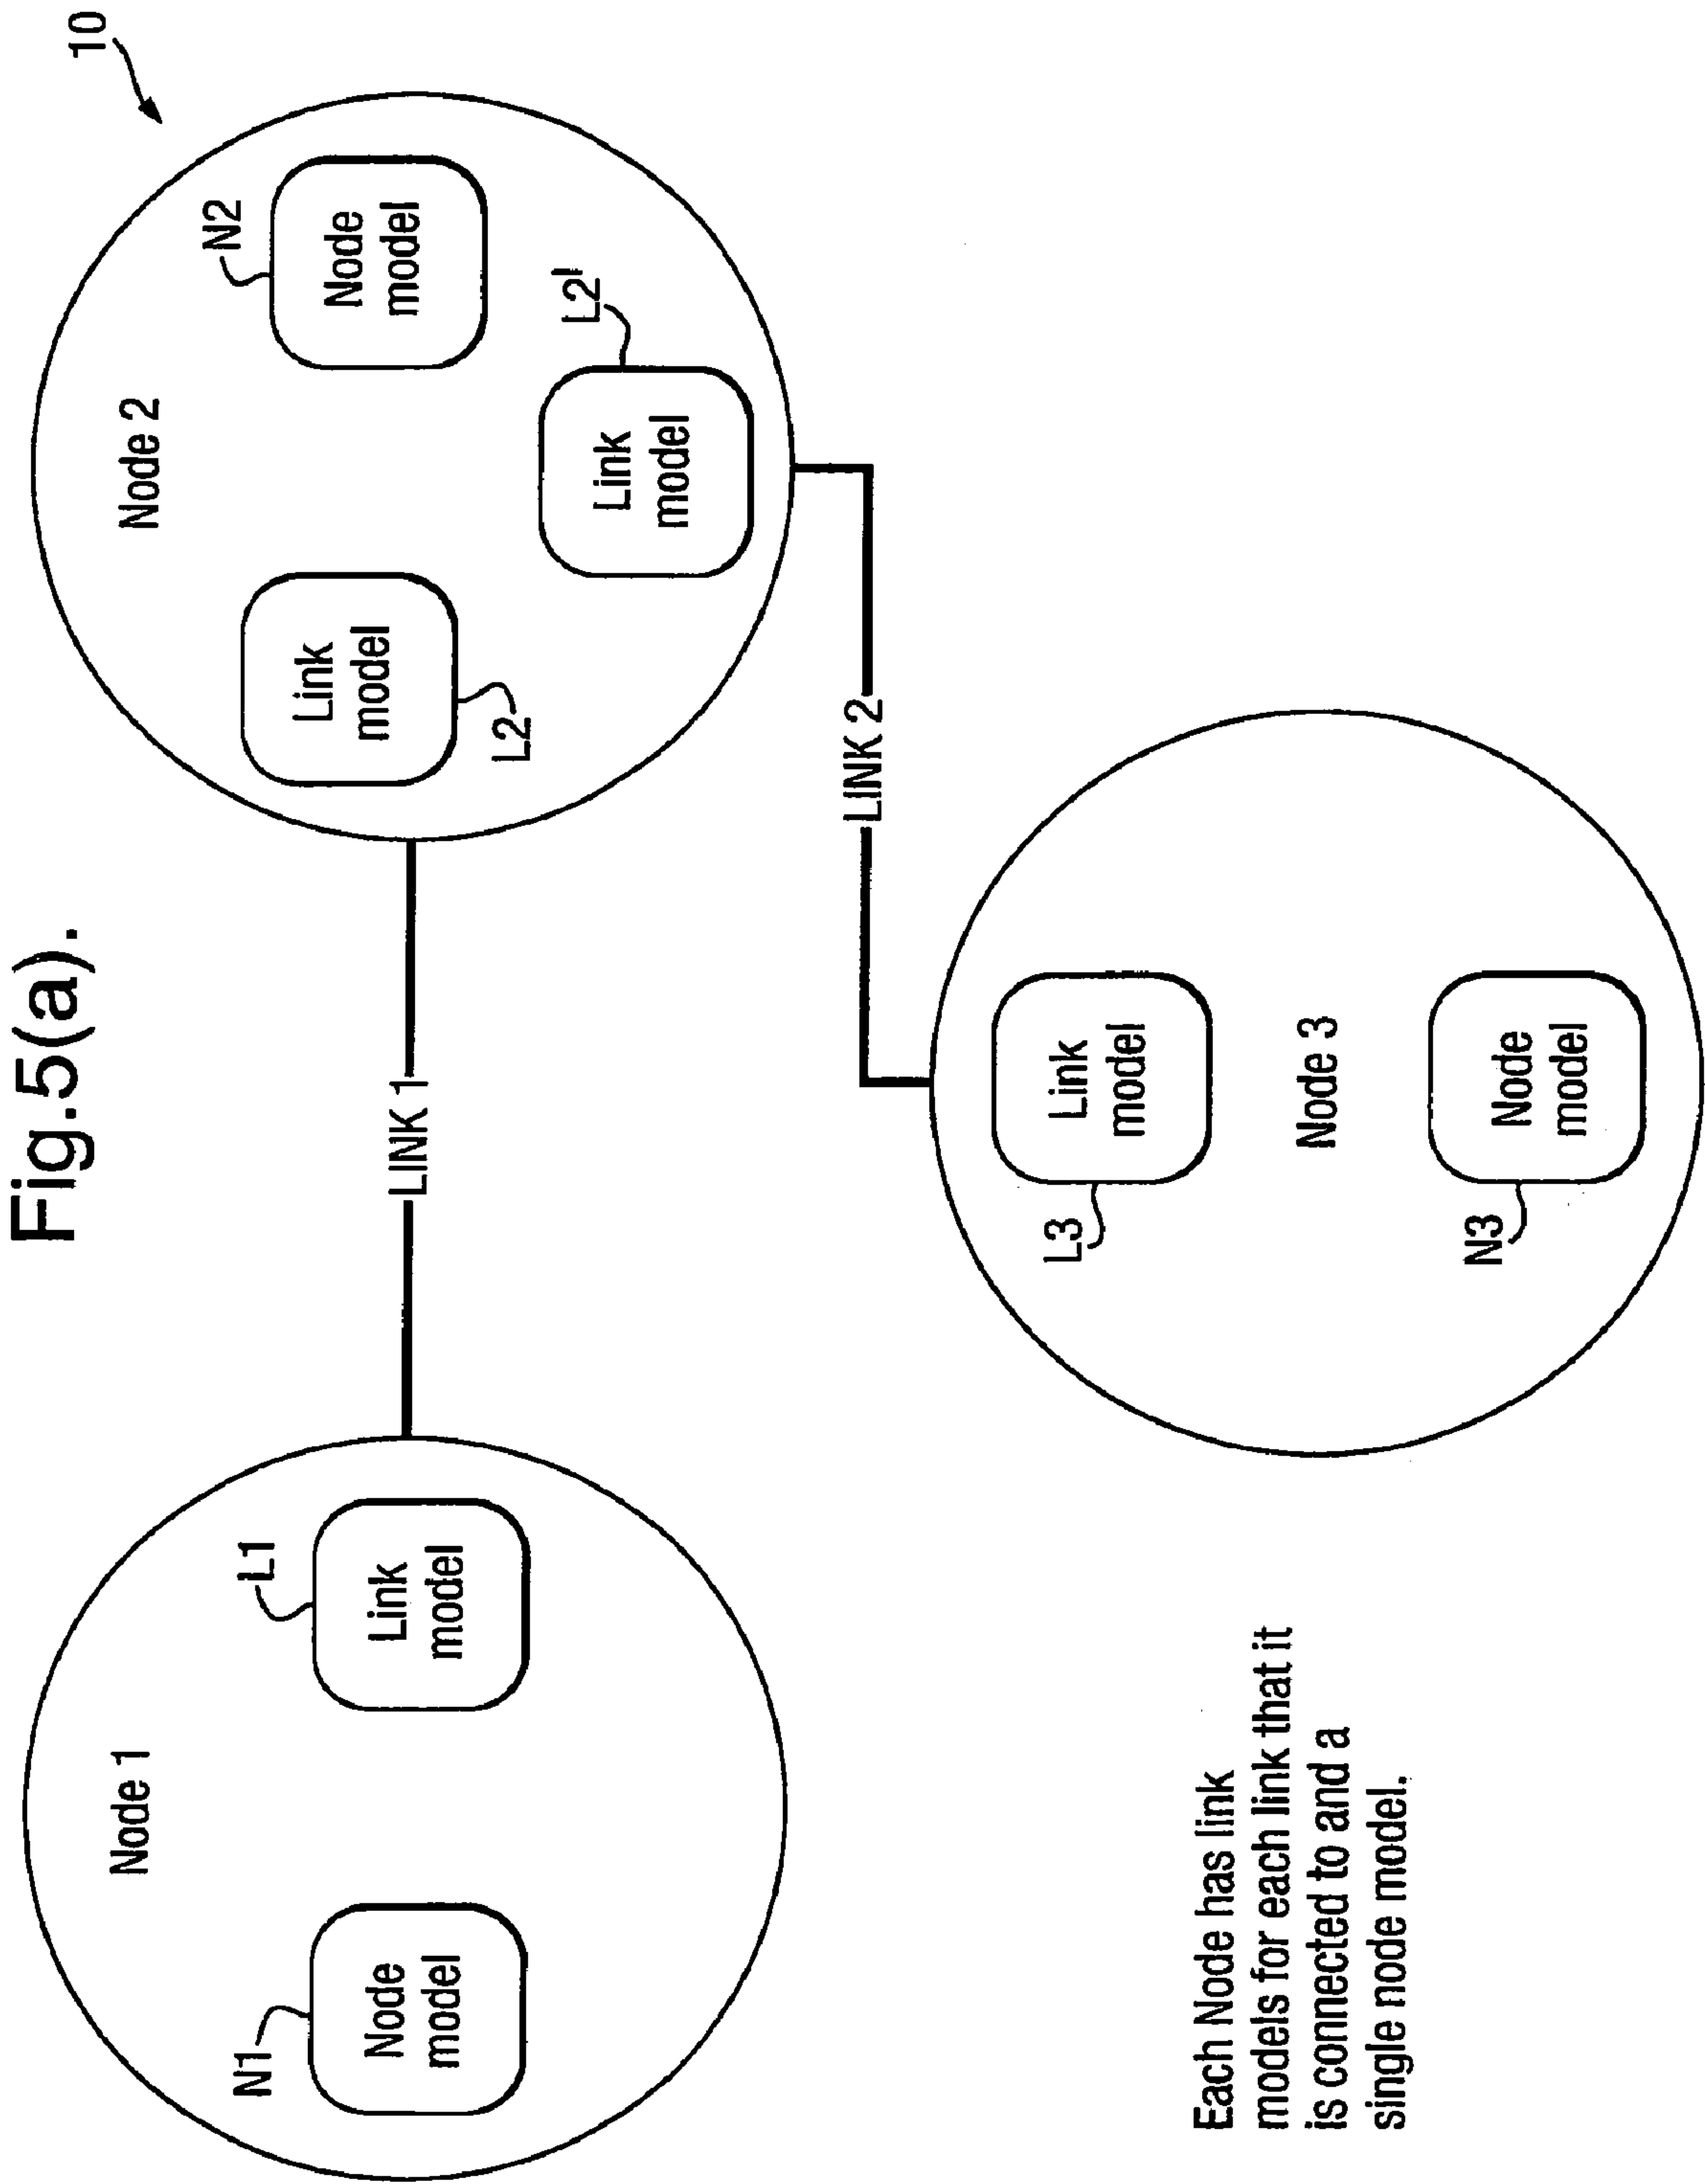 Fig.5(a).
10
Node 1
N1
Node
model
L1
Link
model
LINK 1
Node 2
Link
model
L2
N2
Node
model
L2'
Link
model
LINK 2
L3
Link
model
Node 3
N3
Node
model
Each Node has link
models for each link that it
is connected to and a
single node model.